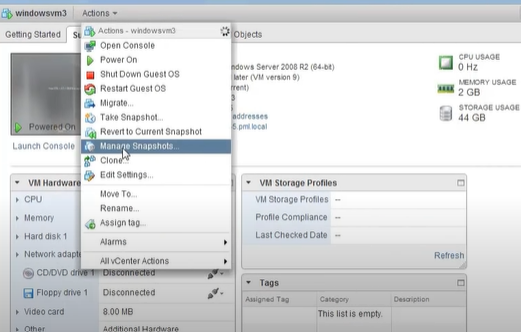 windowsvm3 Actions
Getting Started Su Objects
Actions - windowsvm3
Open Console
Power On
Shut Down Guest OS
Restart Guest OS
Migrate...
Take Snapshot...
Revert to Current Snapshot
Manage Snapshots...
Clone...
Edit Settings...
Move To...
Rename...
Assign tag...
Alarms
All vCenter Actions
Powered On
Launch Console
ndows Server 2008 R2 (64-bit)
later (VM version 9)
rrent)
3
addresses
5.pml.local
CPU USAGE
0 Hz
MEMORY USAGE
2 GB
STORAGE USAGE
44 GB
VM Hardw
CPU
Memory
Hard disk 1
Network adapte
CD/DVD drive 1 Disconnected
Floppy drive 1 Disconnected
Video card 8.00 MB
Other Additional Hardware
VM Storage Profiles
VM Storage Profiles --
Profile Compliance --
Last Checked Date --
Refresh
Tags
Assigned Tag Category Description
This list is empty.